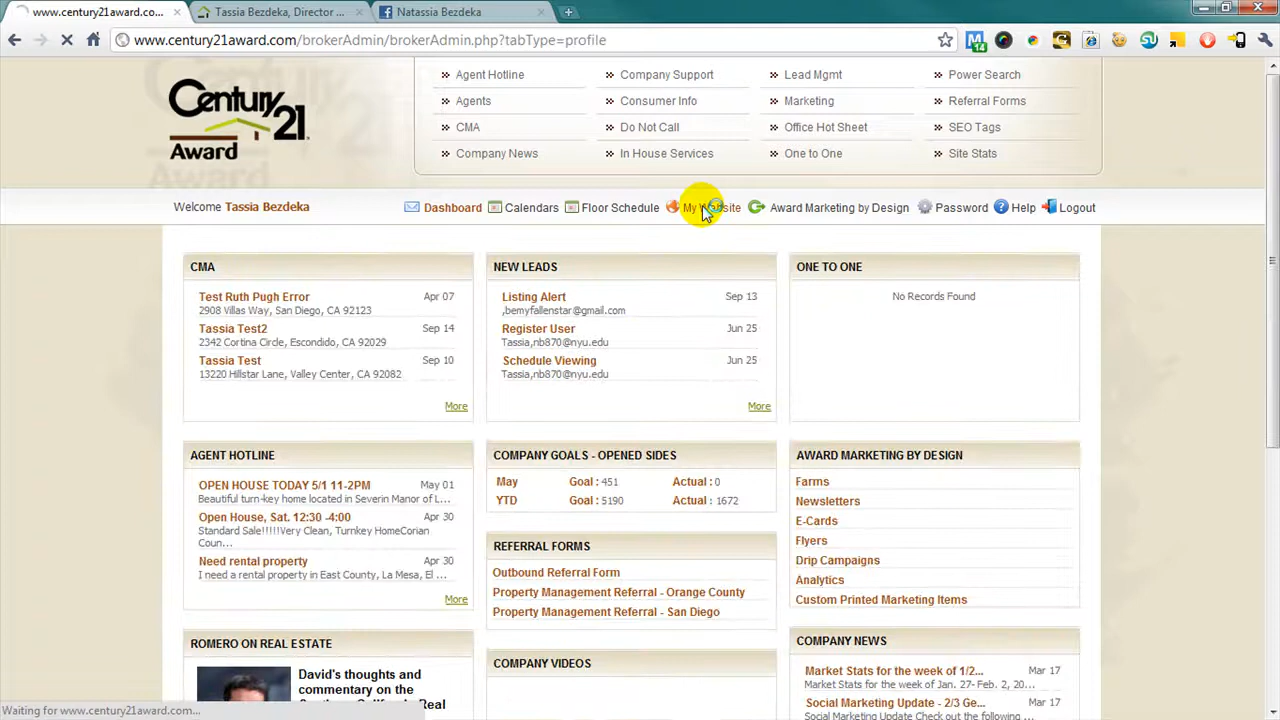 www.century21award.com/bro... Tassia Bezdeka, Director ... Natassia Bezdeka
www.century21award.com/brokerAdmin/brokerAdmin.php?tabType=profile
14
Century 21
Award
Agent Hotline Company Support Lead Mgmt Power Search
Agents Consumer Info Marketing Referral Forms
CMA Do Not Call Office Hot Sheet SEO Tags
Company News In House Services One to One Site Stats
Welcome Tassia Bezdeka Dashboard Calendars Floor Schedule My Website Award Marketing by Design Password Help Logout
CMA
Test Ruth Pugh Error Apr 07
2908 Villas Way, San Diego, CA 92123
Tassia Test2 Sep 14
2342 Cortina Circle, Escondido, CA 92029
Tassia Test Sep 10
13220 Hillstar Lane, Valley Center, CA 92082
More
NEW LEADS
Listing Alert Sep 13
,bemyfallenstar@gmail.com
Register User Jun 25
Tassia,nb870@nyu.edu
Schedule Viewing Jun 25
Tassia,nb870@nyu.edu
More
ONE TO ONE
No Records Found
AGENT HOTLINE
OPEN HOUSE TODAY 5/1 11-2PM May 01
Beautiful turn-key home located in Severin Manor of L...
Open House, Sat. 12:30 -4:00 Apr 30
Standard Sale!!!!!Very Clean, Turnkey HomeCorian
Coun...
Need rental property Apr 30
I need a rental property in East County, La Mesa, El ...
More
COMPANY GOALS - OPENED SIDES
May Goal : 451 Actual : 0
YTD Goal : 5190 Actual : 1672
REFERRAL FORMS
Outbound Referral Form
Property Management Referral - Orange County
Property Management Referral - San Diego
AWARD MARKETING BY DESIGN
Farms
Newsletters
E-Cards
Flyers
Drip Campaigns
Analytics
Custom Printed Marketing Items
ROMERO ON REAL ESTATE
David's thoughts and
commentary on the
COMPANY VIDEOS
COMPANY NEWS
Market Stats for the week of 1/2... Mar 17
Market Stats for the week of Jan. 27- Feb. 2, 20...
Social Marketing Update - 2/3 Ge... Mar 17
Social Marketing Update Check out the following ...
Waiting for www.century21award.com...